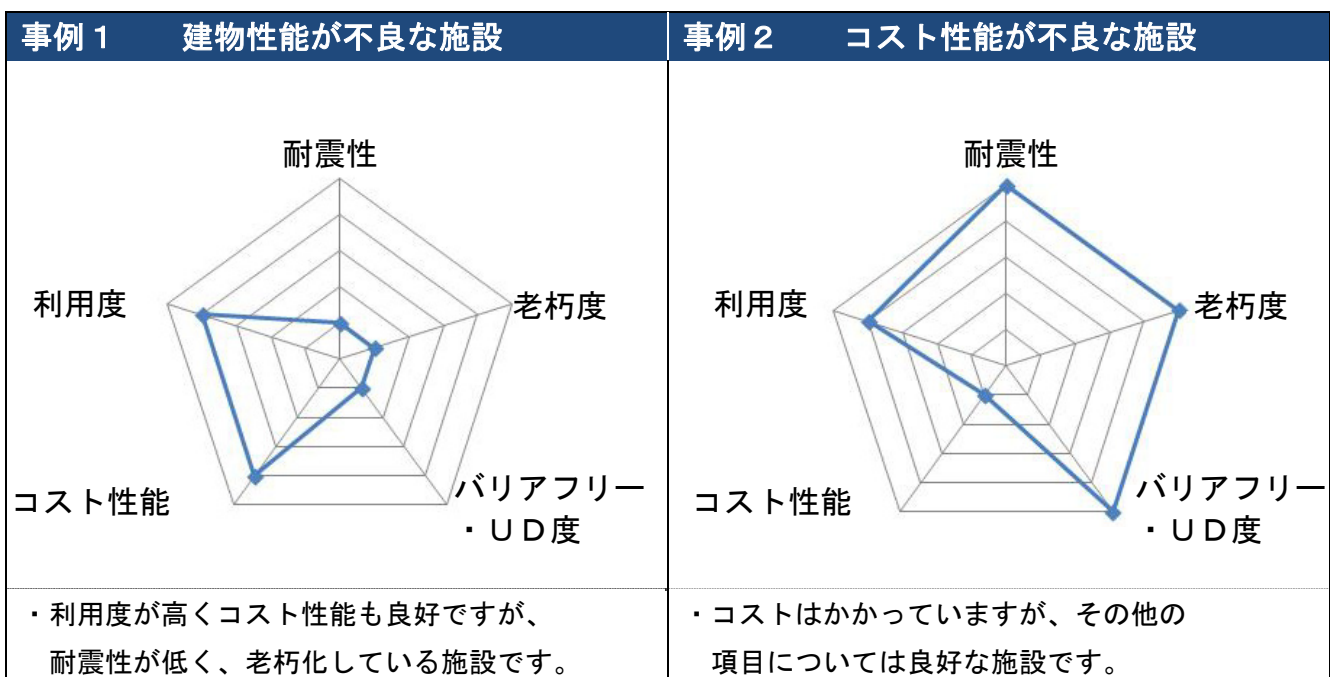 事例１　建物性能が不良な施設
耐震性
利用度
老朽度
コスト性能
バリアフリー
・ＵＤ度
・利用度が高くコスト性能も良好ですが、
耐震性が低く、老朽化している施設です。
事例２　コスト性能が不良な施設
耐震性
利用度
老朽度
コスト性能
バリアフリー
・ＵＤ度
・コストはかかっていますが、その他の
項目については良好な施設です。